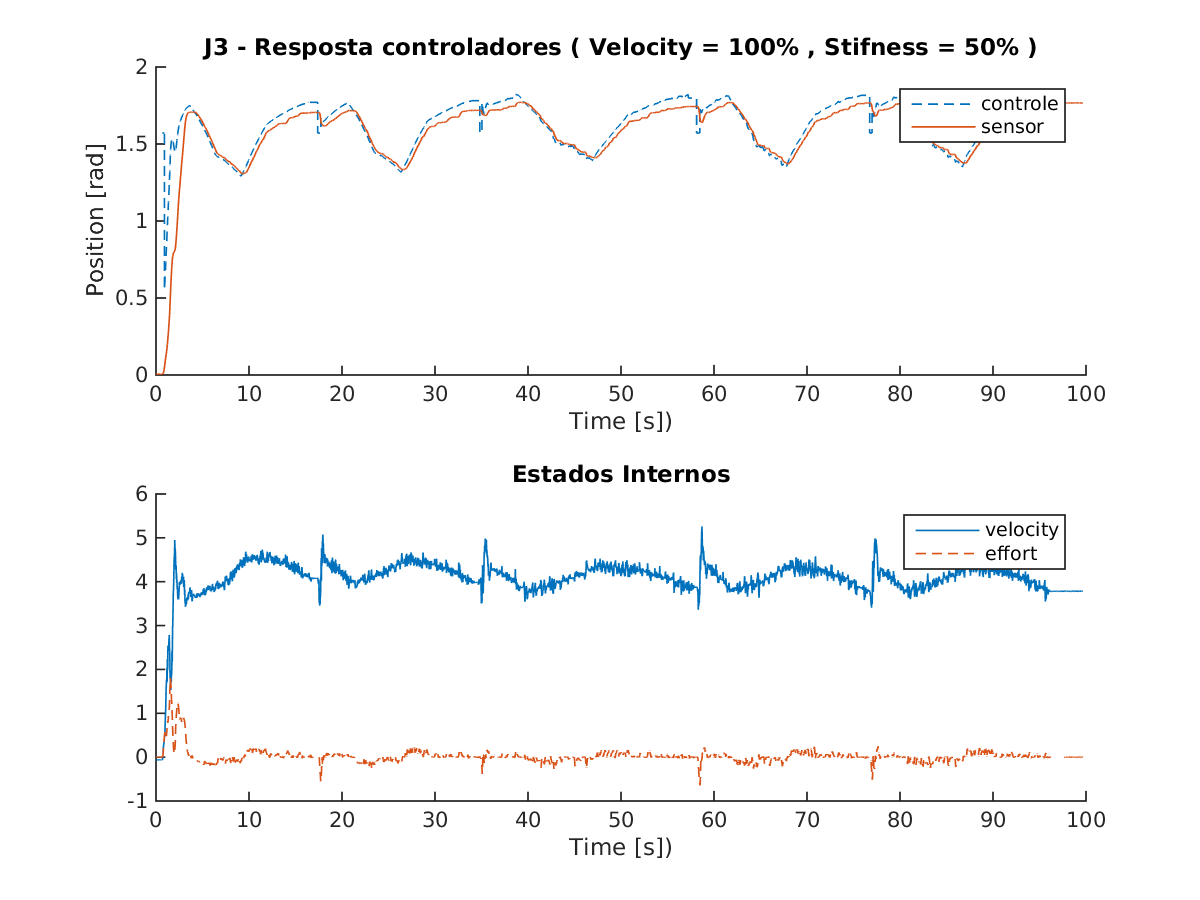 J3 - Resposta controladores ( Velocity = 100% , Stifness = 50% )
2
1.5
1
0.5
0
Position [rad]
controle
sensor
0 10 20 30 40 50 60 70 80 90 100
Time [s])
Estados Internos
6
5
4
3
2
1
0
-1
velocity
effort
0 10 20 30 40 50 60 70 80 90 100
Time [s])